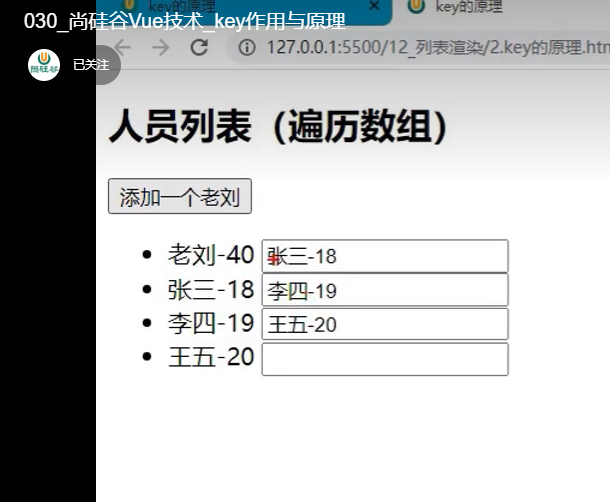 030_尚硅谷Vue技术_key作用与原理
key的原理
key的原理
尚硅谷
已关注
127.0.0.1:5500/12_列表渲染/2.key的原理.htm
人员列表（遍历数组）
添加一个老刘
老刘-40 张三-18
张三-18 李四-19
李四-19 王五-20
王五-20